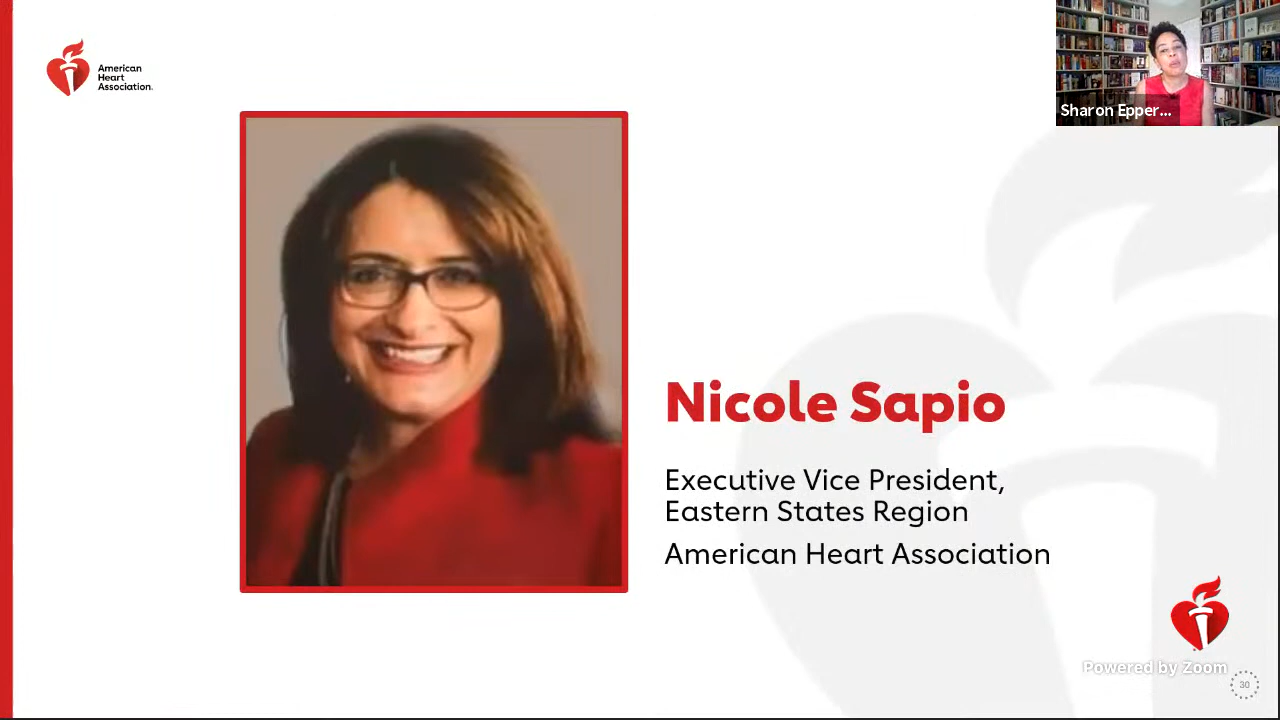 American
Heart
Association.
Sharon Epper...
Nicole Sapio
Executive Vice President,
Eastern States Region
American Heart Association
Powered by Zoom
30